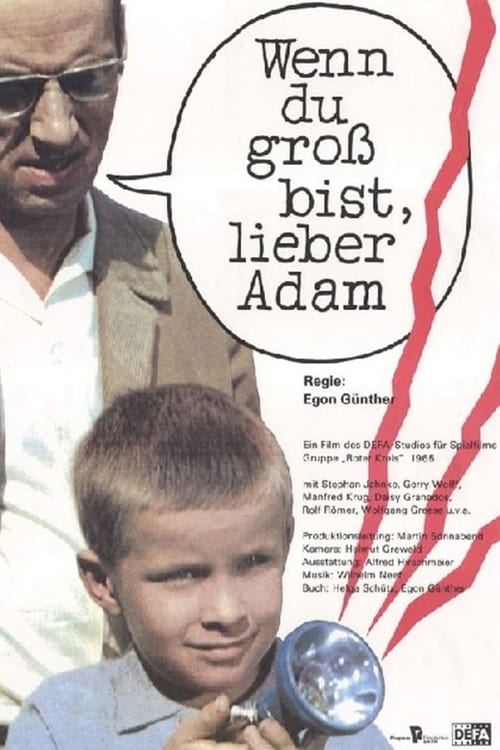 Wenn
du
groß
bist,
lieber
Adam
Regie:
Egon Günther
Ein Film des DEFA-Studios für Spielfilme
Gruppe „Roter Kreis“ 1965
mit Stephan Jahnke, Gerry Wolff,
Manfred Krug, Daisy Granados,
Rolf Römer, Wolfgang Greese u.v.a.
Produktionsleitung: Martin Sonnabend
Kamera: Helmut Grewald
Ausstattung: Alfred Hirschmeier
Musik: Wilhelm Neef
Buch: Helga Schütz, Egon Günther
Progress
DEFA